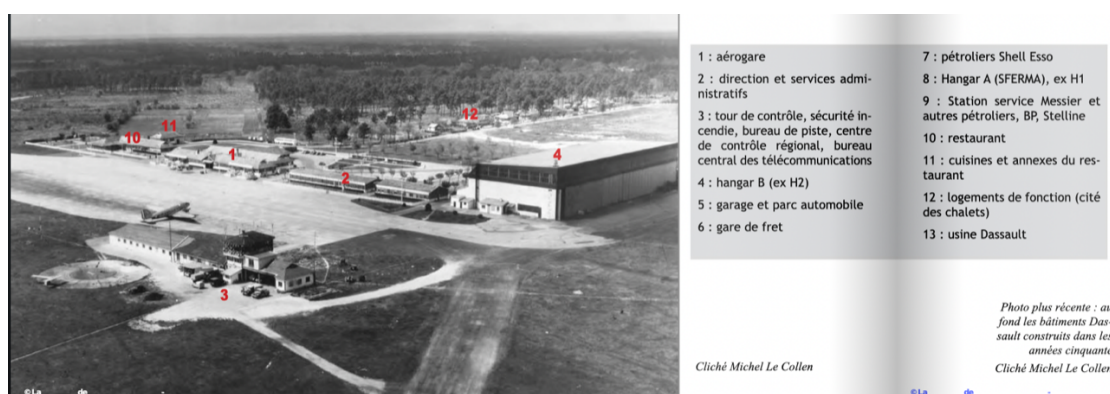 12
11
10
1
4
2
3
©La de -
1 : aérogare
2 : direction et services admi-
nistratifs
3 : tour de contrôle, sécurité in-
cendie, bureau de piste, centre
de contrôle régional, bureau
central des télécommunications
4 : hangar B (ex H2)
5 : garage et parc automobile
6 : gare de fret
Cliché Michel Le Collen
7 : pétroliers Shell Esso
8 : Hangar A (SFERMA), ex H1
9 : Station service Messier et
autres pétroliers, BP, Stelline
10 : restaurant
11 : cuisines et annexes du res-
taurant
12 : logements de fonction (cité
des chalets)
13 : usine Dassault
Photo plus récente : au
fond les bâtiments Das-
sault construits dans les
années cinquante
Cliché Michel Le Collen
©La de -